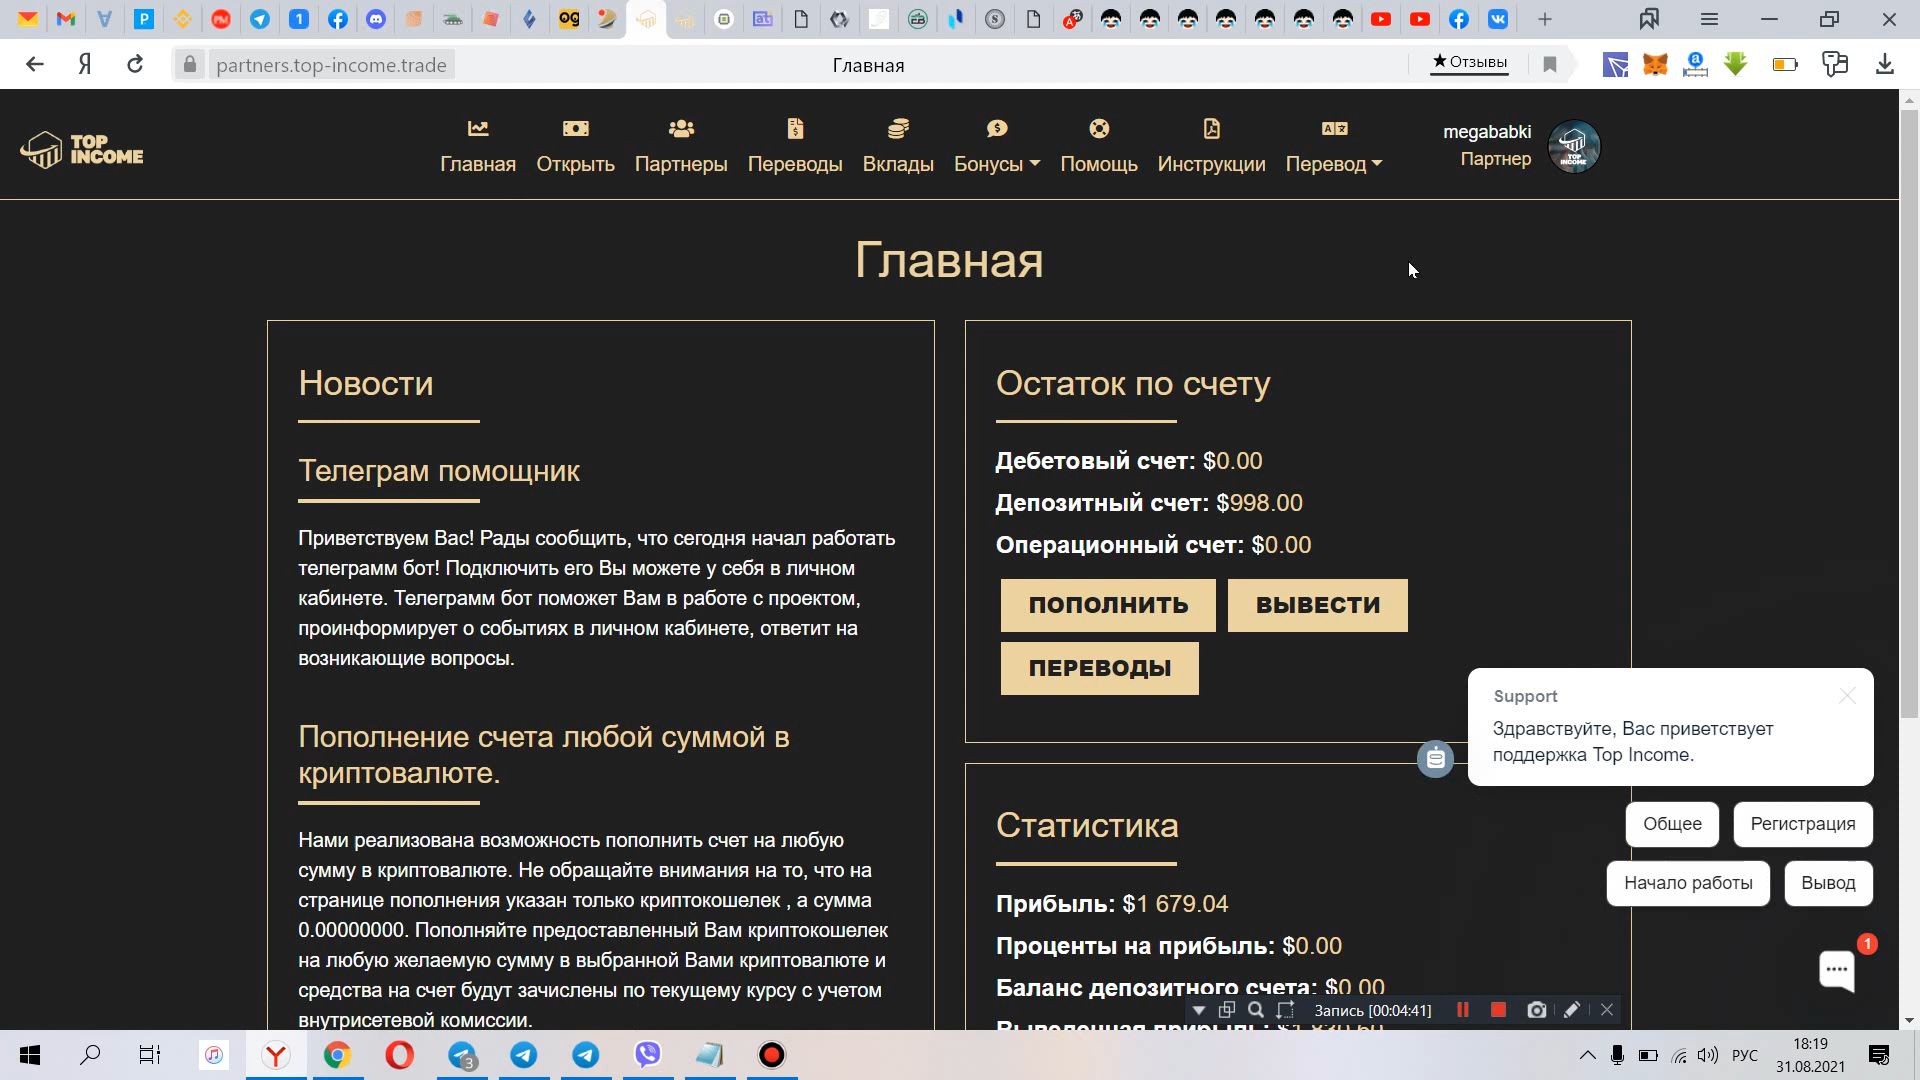 partners.top-income.trade
Главная
★ Отзывы
TOP
INCOME
Главная
Открыть
Партнеры
Переводы
Вклады
Бонусы
Помощь
Инструкции
Перевод
megababki
Партнер
Главная
Новости
Телеграм помощник
Приветствуем Вас! Рады сообщить, что сегодня начал работать
телеграмм бот! Подключить его Вы можете у себя в личном
кабинете. Телеграмм бот поможет Вам в работе с проектом,
проинформирует о событиях в личном кабинете, ответит на
возникающие вопросы.
Пополнение счета любой суммой в
криптовалюте.
Нами реализована возможность пополнить счет на любую
сумму в криптовалюте. Не обращайте внимания на то, что на
странице пополнения указан только криптокошелек , а сумма
0.00000000. Пополняйте предоставленный Вам криптокошелек
на любую желаемую сумму в выбранной Вами криптовалюте и
средства на счет будут зачислены по текущему курсу с учетом
внутрисетевой комиссии.
Остаток по счету
Дебетовый счет: $0.00
Депозитный счет: $998.00
Операционный счет: $0.00
ПОПОЛНИТЬ
ВЫВЕСТИ
ПЕРЕВОДЫ
Статистика
Прибыль: $1 679.04
Проценты на прибыль: $0.00
Баланс депозитного счета: $0.00
Выведенная прибыль: $1 830.60
Support
Здравствуйте, Вас приветствует
поддержка Top Income.
Общее
Регистрация
Начало работы
Вывод
1
Запись [00:04:41]
3
РУС
18:19
31.08.2021